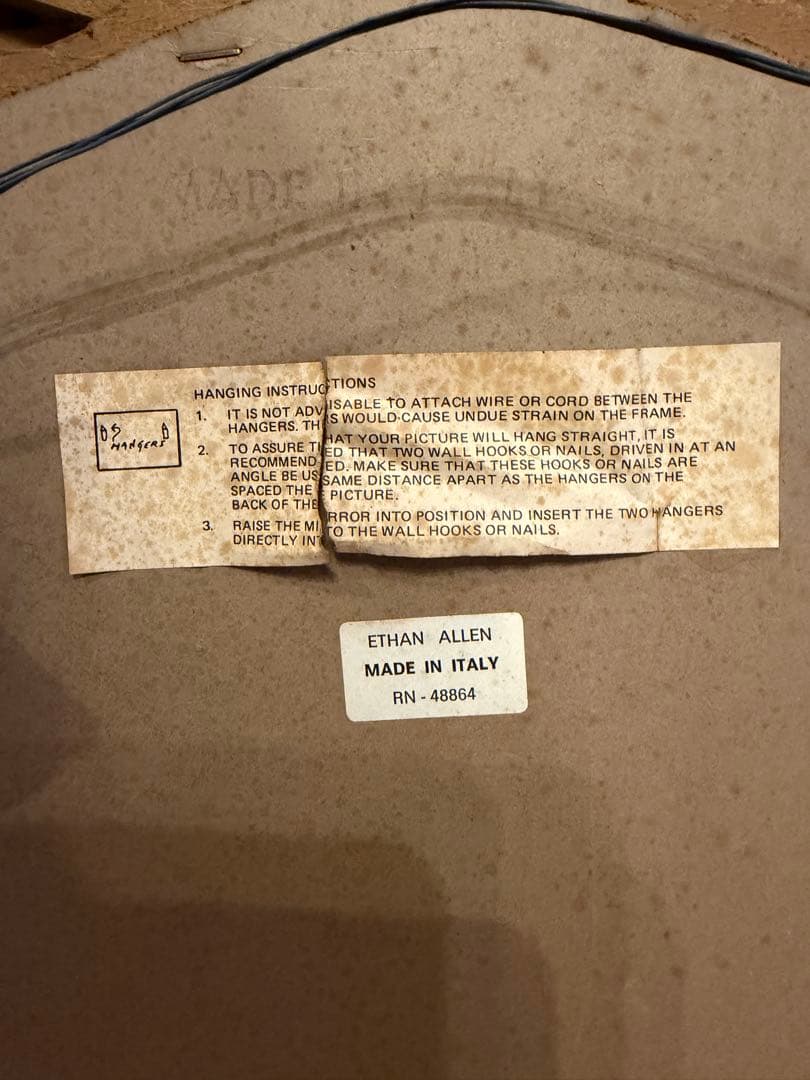 MADE IN ITALY
HANGING INSTRUCTIONS
1. IT IS NOT ADVISABLE TO ATTACH WIRE OR CORD BETWEEN THE
HANGERS. THIS WOULD CAUSE UNDUE STRAIN ON THE FRAME.
HANGERS
2. TO ASSURE THAT YOUR PICTURE WILL HANG STRAIGHT, IT IS
RECOMMENDED THAT TWO WALL HOOKS OR NAILS, DRIVEN IN AT AN
ANGLE BE USED. MAKE SURE THAT THESE HOOKS OR NAILS ARE
SPACED THE SAME DISTANCE APART AS THE HANGERS ON THE
BACK OF THE PICTURE.
3. RAISE THE MIRROR INTO POSITION AND INSERT THE TWO HANGERS
DIRECTLY INTO THE WALL HOOKS OR NAILS.
ETHAN ALLEN
MADE IN ITALY
RN - 48864